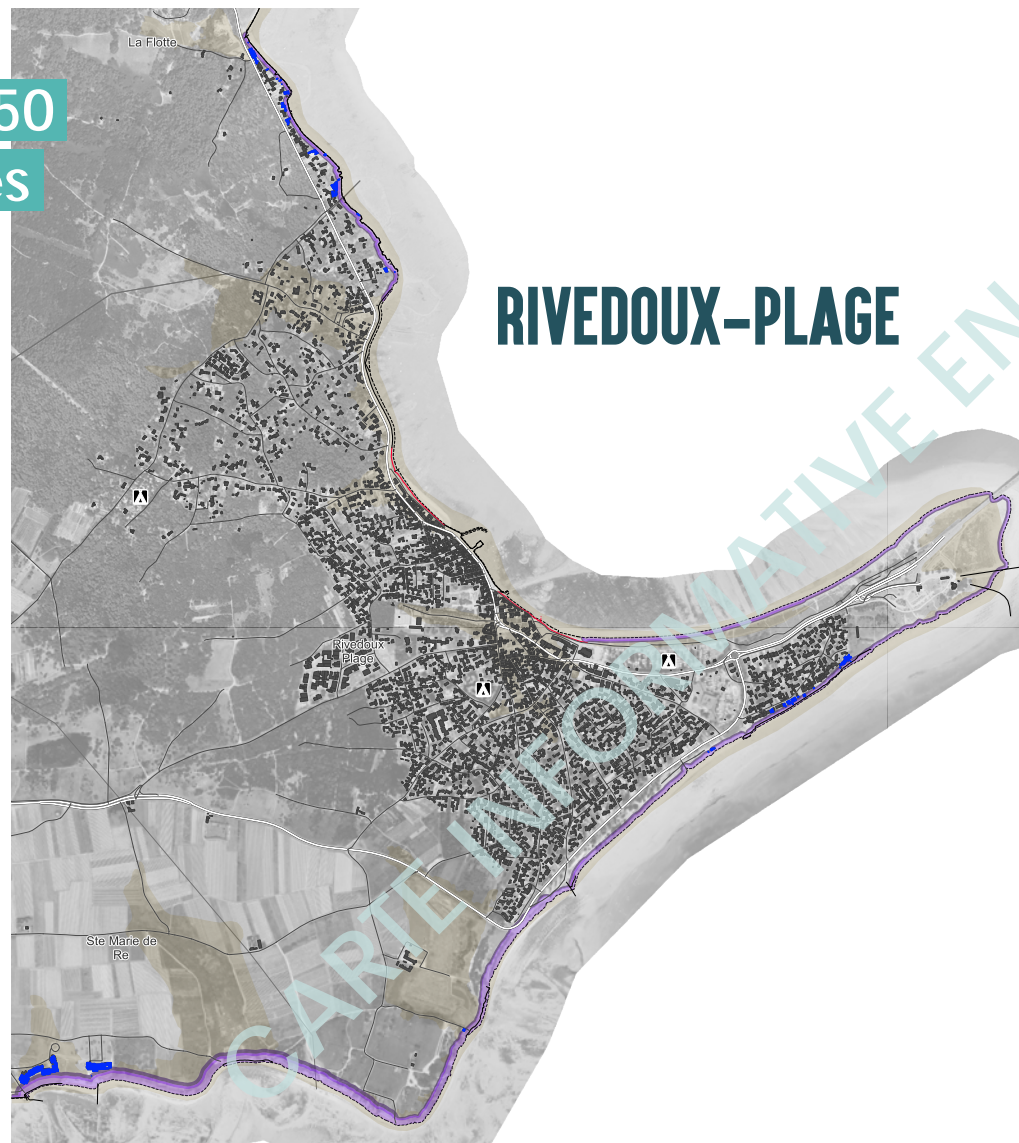 La Flotte
50
es
RIVEDOUX-PLAGE
Rivedoux
Plage
Ste Marie de
Re
CARTE INFORMATIVE EN